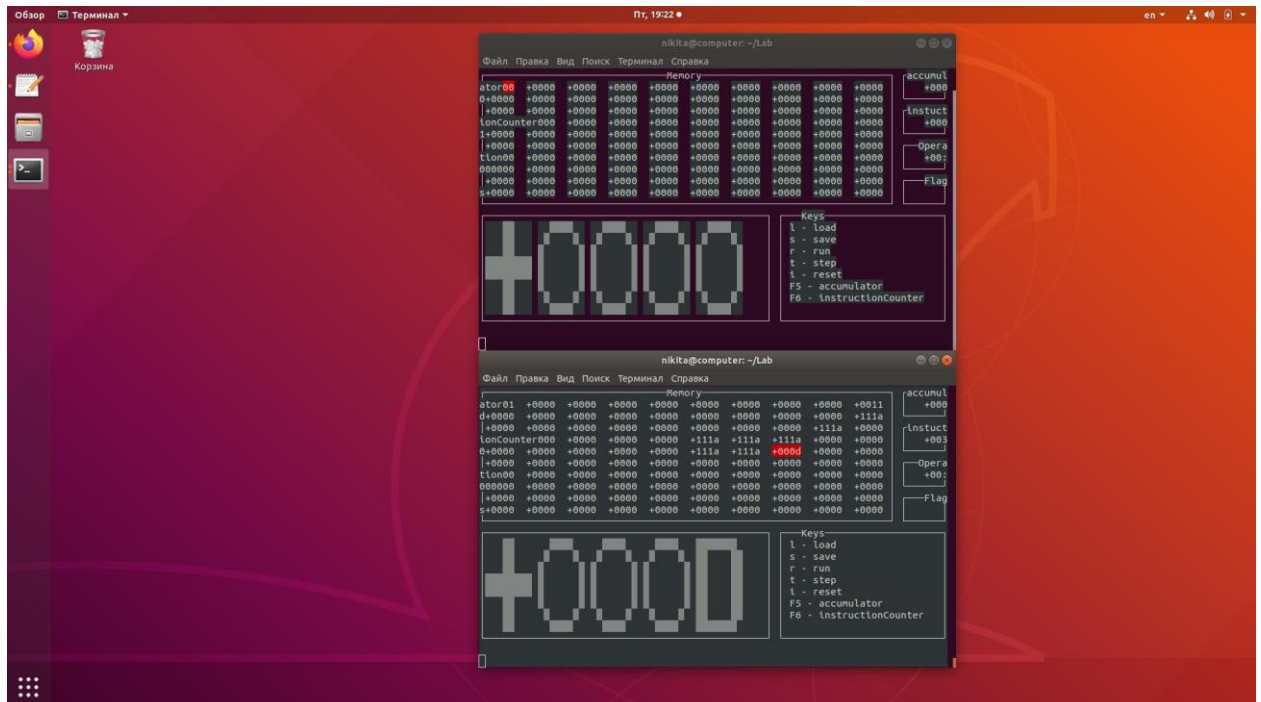 Обзор Терминал Пт, 19:22 en
Корзина
nikita@computer: ~/Lab
Файл Правка Вид Поиск Терминал Справка
Memory accumul
ator00 +0000 +0000 +0000 +0000 +0000 +0000 +0000 +0000 +0000 +000
0+0000 +0000 +0000 +0000 +0000 +0000 +0000 +0000 +0000 +0000
+0000 +0000 +0000 +0000 +0000 +0000 +0000 +0000 +0000 +0000 instuct
ionCounter000 +0000 +0000 +0000 +0000 +0000 +0000 +0000 +0000 +000
1+0000 +0000 +0000 +0000 +0000 +0000 +0000 +0000 +0000 +0000
+0000 +0000 +0000 +0000 +0000 +0000 +0000 +0000 +0000 +0000 Opera
tion00 +0000 +0000 +0000 +0000 +0000 +0000 +0000 +0000 +0000 +00:
000000 +0000 +0000 +0000 +0000 +0000 +0000 +0000 +0000 +0000
+0000 +0000 +0000 +0000 +0000 +0000 +0000 +0000 +0000 +0000 Flag
s+0000 +0000 +0000 +0000 +0000 +0000 +0000 +0000 +0000 +0000
+0000
Keys
l - load
s - save
r - run
t - step
i - reset
F5 - accumulator
F6 - instructionCounter
nikita@computer: ~/Lab
Файл Правка Вид Поиск Терминал Справка
Memory accumul
ator01 +0000 +0000 +0000 +0000 +0000 +0000 +0000 +0000 +0011 +000
d+0000 +0000 +0000 +0000 +0000 +0000 +0000 +0000 +0000 +111a
+0000 +0000 +0000 +0000 +0000 +0000 +0000 +0000 +111a +0000 instuct
ionCounter000 +0000 +0000 +0000 +111a +111a +111a +0000 +0000 +003
0+0000 +0000 +0000 +0000 +0000 +111a +111a +000d +0000 +0000
+0000 +0000 +0000 +0000 +0000 +0000 +0000 +0000 +0000 +0000 Opera
tion00 +0000 +0000 +0000 +0000 +0000 +0000 +0000 +0000 +0000 +00:
000000 +0000 +0000 +0000 +0000 +0000 +0000 +0000 +0000 +0000
+0000 +0000 +0000 +0000 +0000 +0000 +0000 +0000 +0000 +0000 Flag
s+0000 +0000 +0000 +0000 +0000 +0000 +0000 +0000 +0000 +0000
+000D
Keys
l - load
s - save
r - run
t - step
i - reset
F5 - accumulator
F6 - instructionCounter